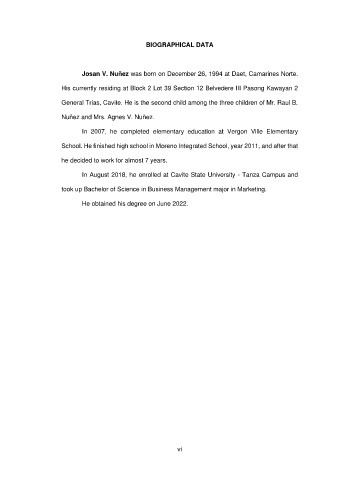 BIOGRAPHICAL DATA
Josan V. Nuñez was born on December 26, 1994 at Daet, Camarines Norte.
His currently residing at Block 2 Lot 39 Section 12 Belvedere III Pasong Kawayan 2
General Trias, Cavite. He is the second child among the three children of Mr. Raul B.
Nuñez and Mrs. Agnes V. Nuñez.
In 2007, he completed elementary education at Vergon Ville Elementary
School. He finished high school in Moreno Integrated School, year 2011, and after that
he decided to work for almost 7 years.
In August 2018, he enrolled at Cavite State University - Tanza Campus and
took up Bachelor of Science in Business Management major in Marketing.
He obtained his degree on June 2022.
vi